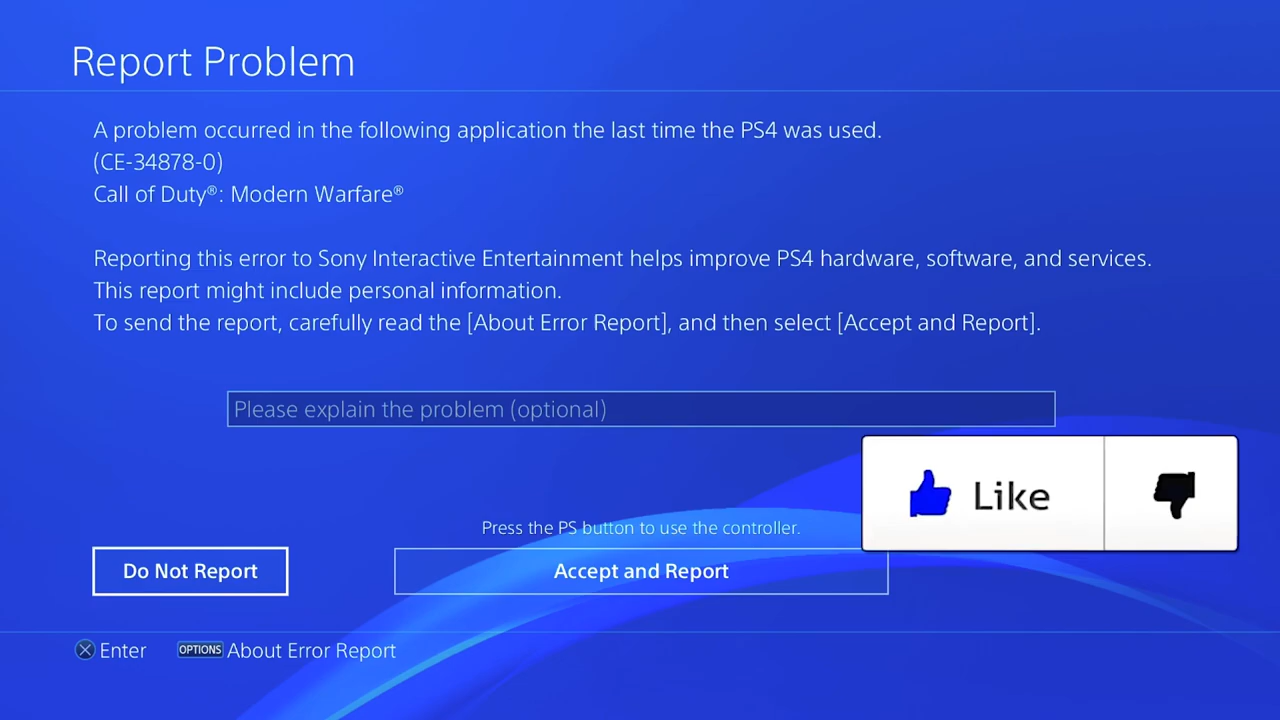 Report Problem
A problem occurred in the following application the last time the PS4 was used.
(CE-34878-0)
Call of Duty®: Modern Warfare®
Reporting this error to Sony Interactive Entertainment helps improve PS4 hardware, software, and services.
This report might include personal information.
To send the report, carefully read the [About Error Report], and then select [Accept and Report].
Please explain the problem (optional)
Like
Press the PS button to use the controller.
Do Not Report
Accept and Report
Enter
OPTIONS About Error Report